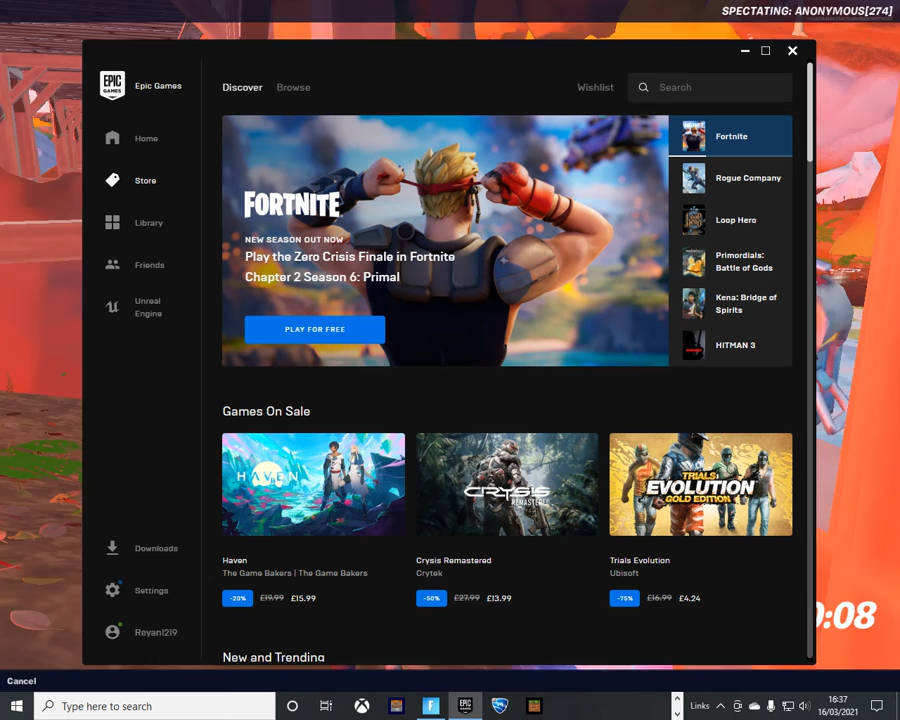 SPECTATING: ANONYMOUS[274]
EPIC GAMES
Epic Games
Home
Store
Library
Friends
Unreal
Engine
Downloads
Settings
Reyan1219
Discover
Browse
Wishlist
Search
FORTNITE
NEW SEASON OUT NOW
Play the Zero Crisis Finale in Fortnite
Chapter 2 Season 6: Primal
PLAY FOR FREE
Fortnite
Rogue Company
Loop Hero
Primordials:
Battle of Gods
Kena: Bridge of
Spirits
HITMAN 3
Games On Sale
HAVEN
Haven
The Game Bakers | The Game Bakers
-20% £19.99 £15.99
CRYSIS
REMASTERED
Crysis Remastered
Crytek
-50% £27.99 £13.99
TRIALS
EVOLUTION
GOLD EDITION
Trials Evolution
Ubisoft
-75% £16.99 £4.24
New and Trending
:08
Cancel
Type here to search
Links
16:37
16/03/2021